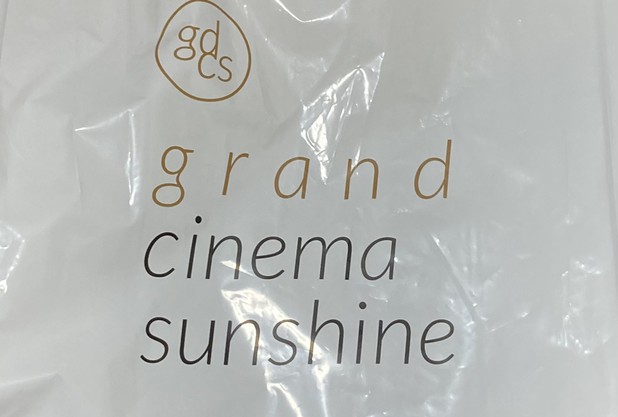 gd
cs
grand
cinema
sunshine